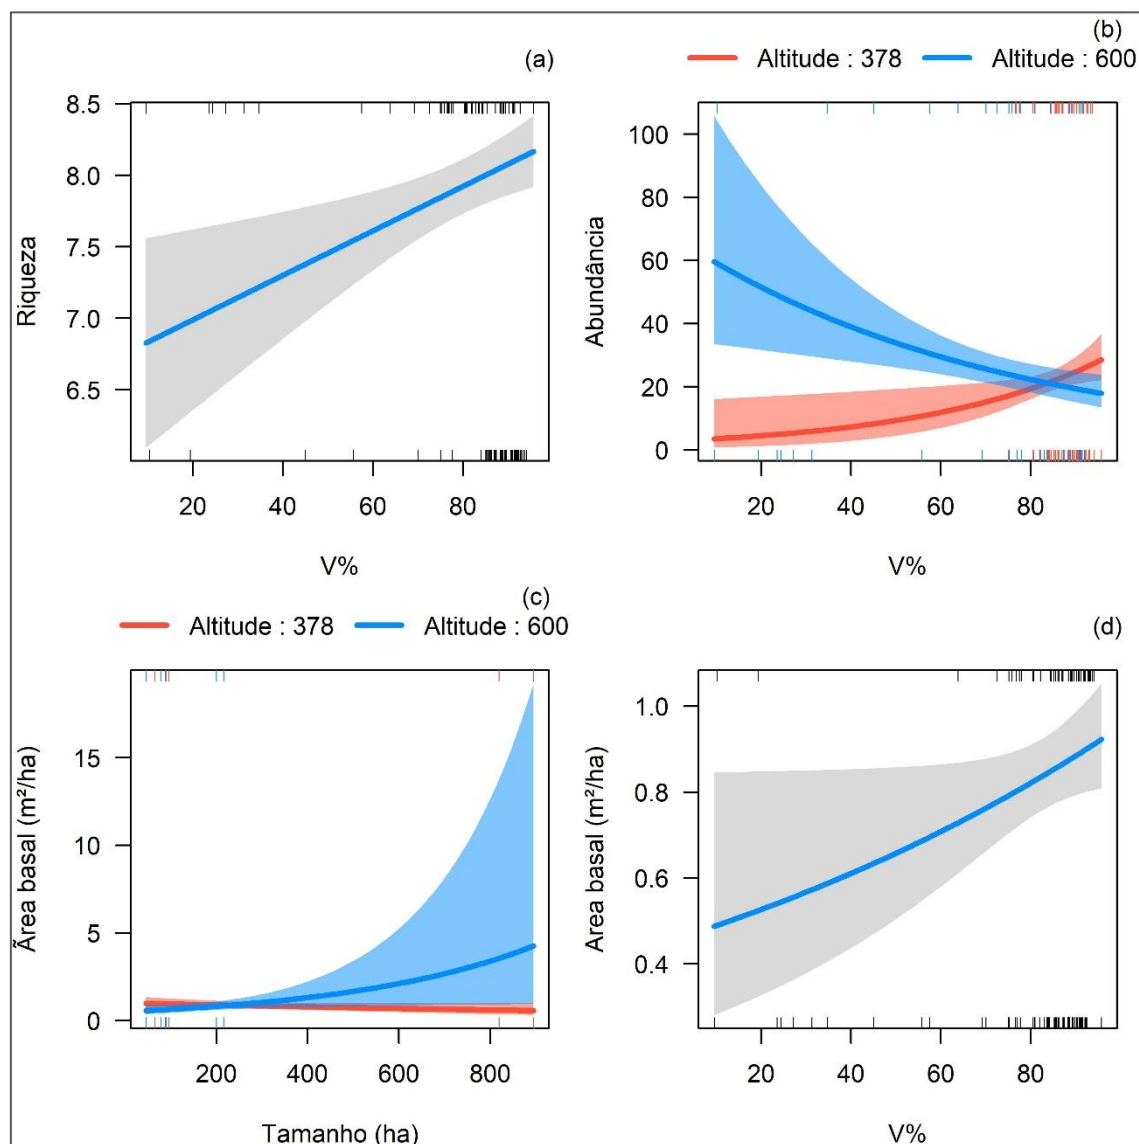 (a)
Riqueza
8.5
8.0
7.5
7.0
6.5
20 40 60 80
V%
(b)
Altitude : 378 Altitude : 600
Abundância
100
80
60
40
20
0
20 40 60 80
V%
(c)
Altitude : 378 Altitude : 600
Ãrea basal (m²/ha)
15
10
5
0
200 400 600 800
Tamanho (ha)
(d)
Area basal (m²/ha)
1.0
0.8
0.6
0.4
20 40 60 80
V%